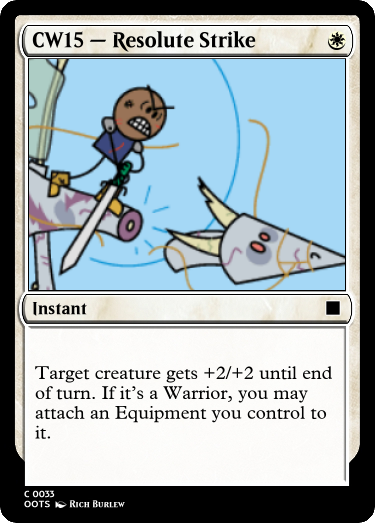 CW15 — Resolute Strike
Instant
Target creature gets +2/+2 until end
of turn. If it's a Warrior, you may
attach an Equipment you control to
it.
C 0033
OOTS Rich Burlew